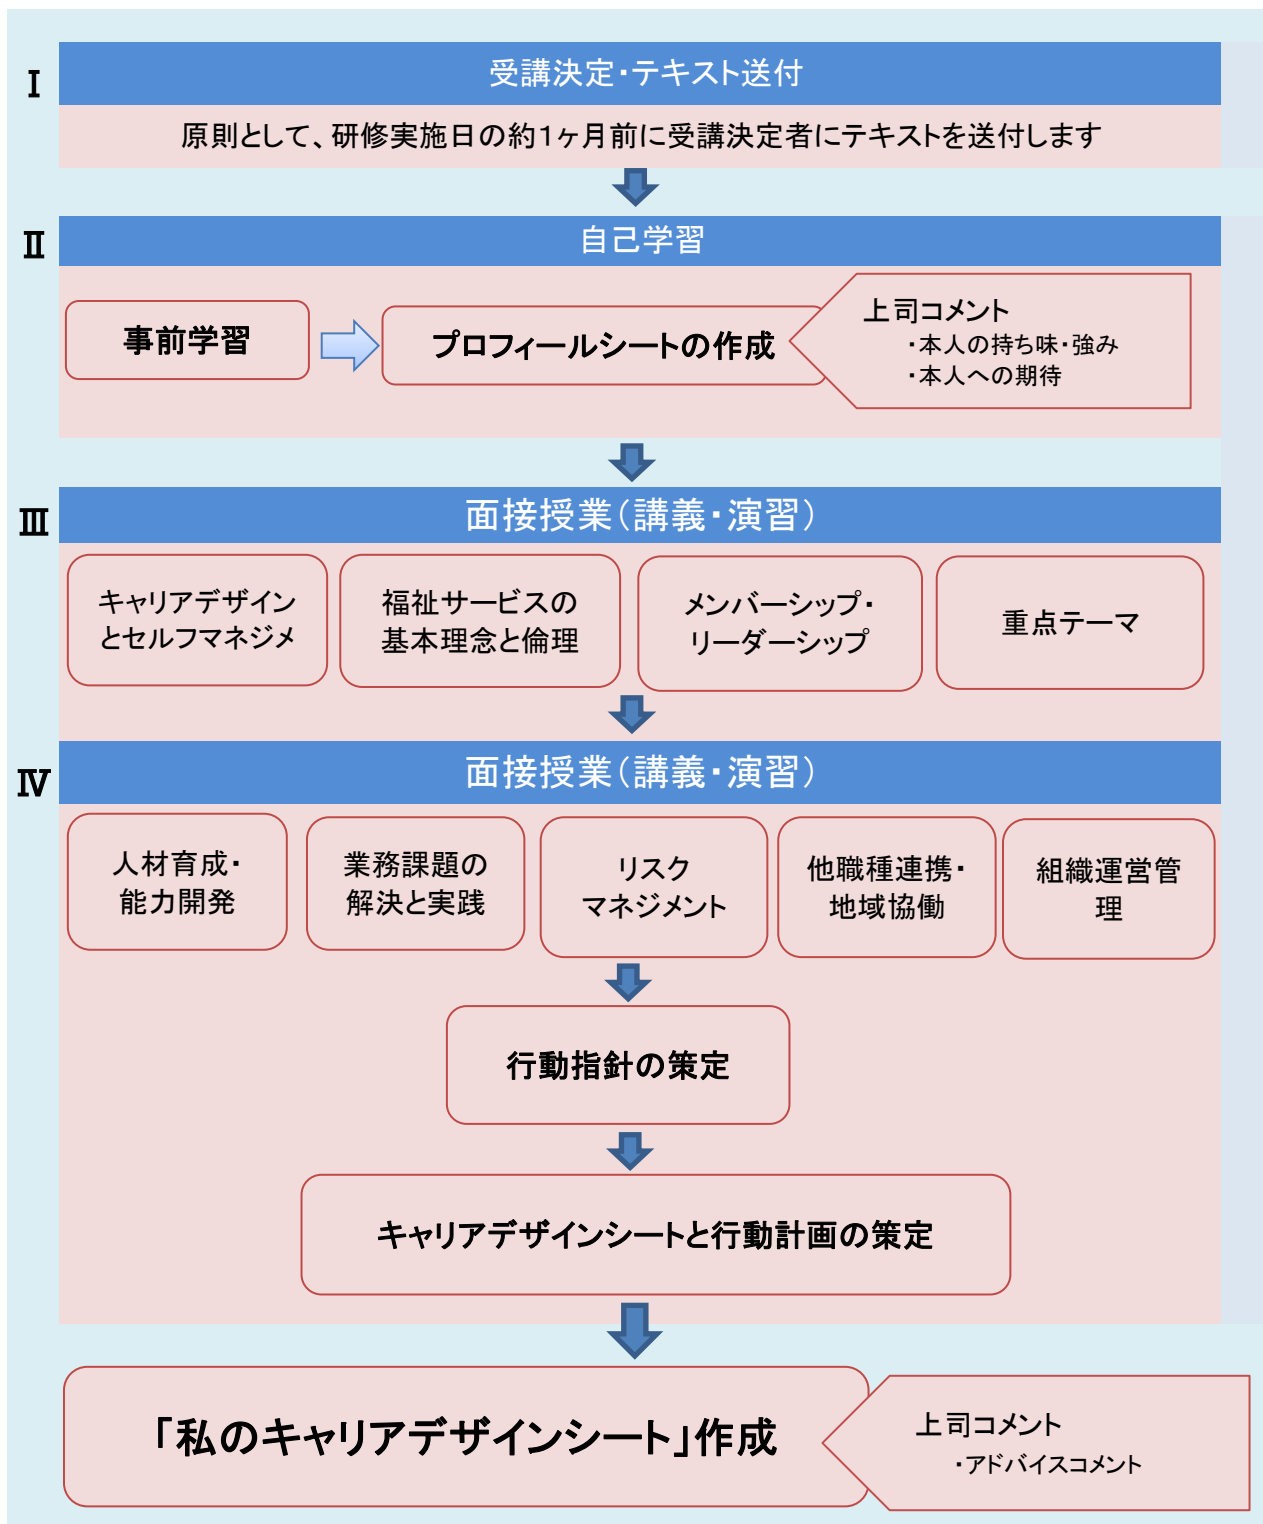 Ⅰ
受講決定・テキスト送付
原則として、研修実施日の約1ヶ月前に受講決定者にテキストを送付します
Ⅱ
自己学習
事前学習
プロフィールシートの作成
上司コメント
・本人の持ち味・強み
・本人への期待
Ⅲ
面接授業(講義・演習)
キャリアデザイン
とセルフマネジメ
福祉サービスの
基本理念と倫理
メンバーシップ・
リーダーシップ
重点テーマ
Ⅳ
面接授業(講義・演習)
人材育成・
能力開発
業務課題の
解決と実践
リスク
マネジメント
他職種連携・
地域協働
組織運営管
理
行動指針の策定
キャリアデザインシートと行動計画の策定
「私のキャリアデザインシート」作成
上司コメント
・アドバイスコメント